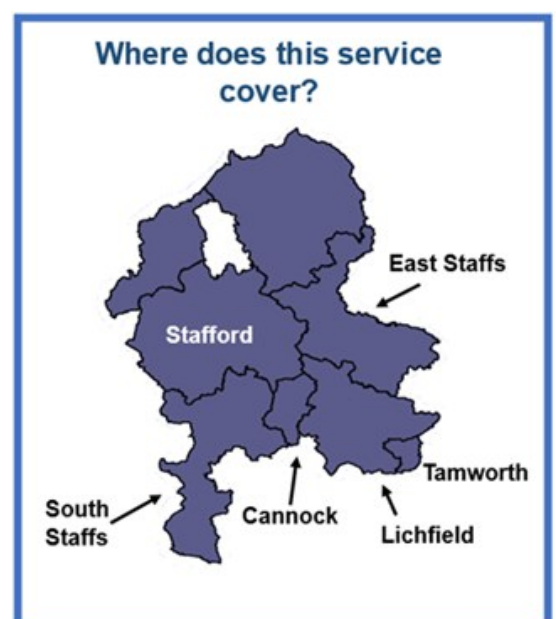 Where does this service
cover?
East Staffs
Stafford
Tamworth
South
Staffs
Cannock
Lichfield